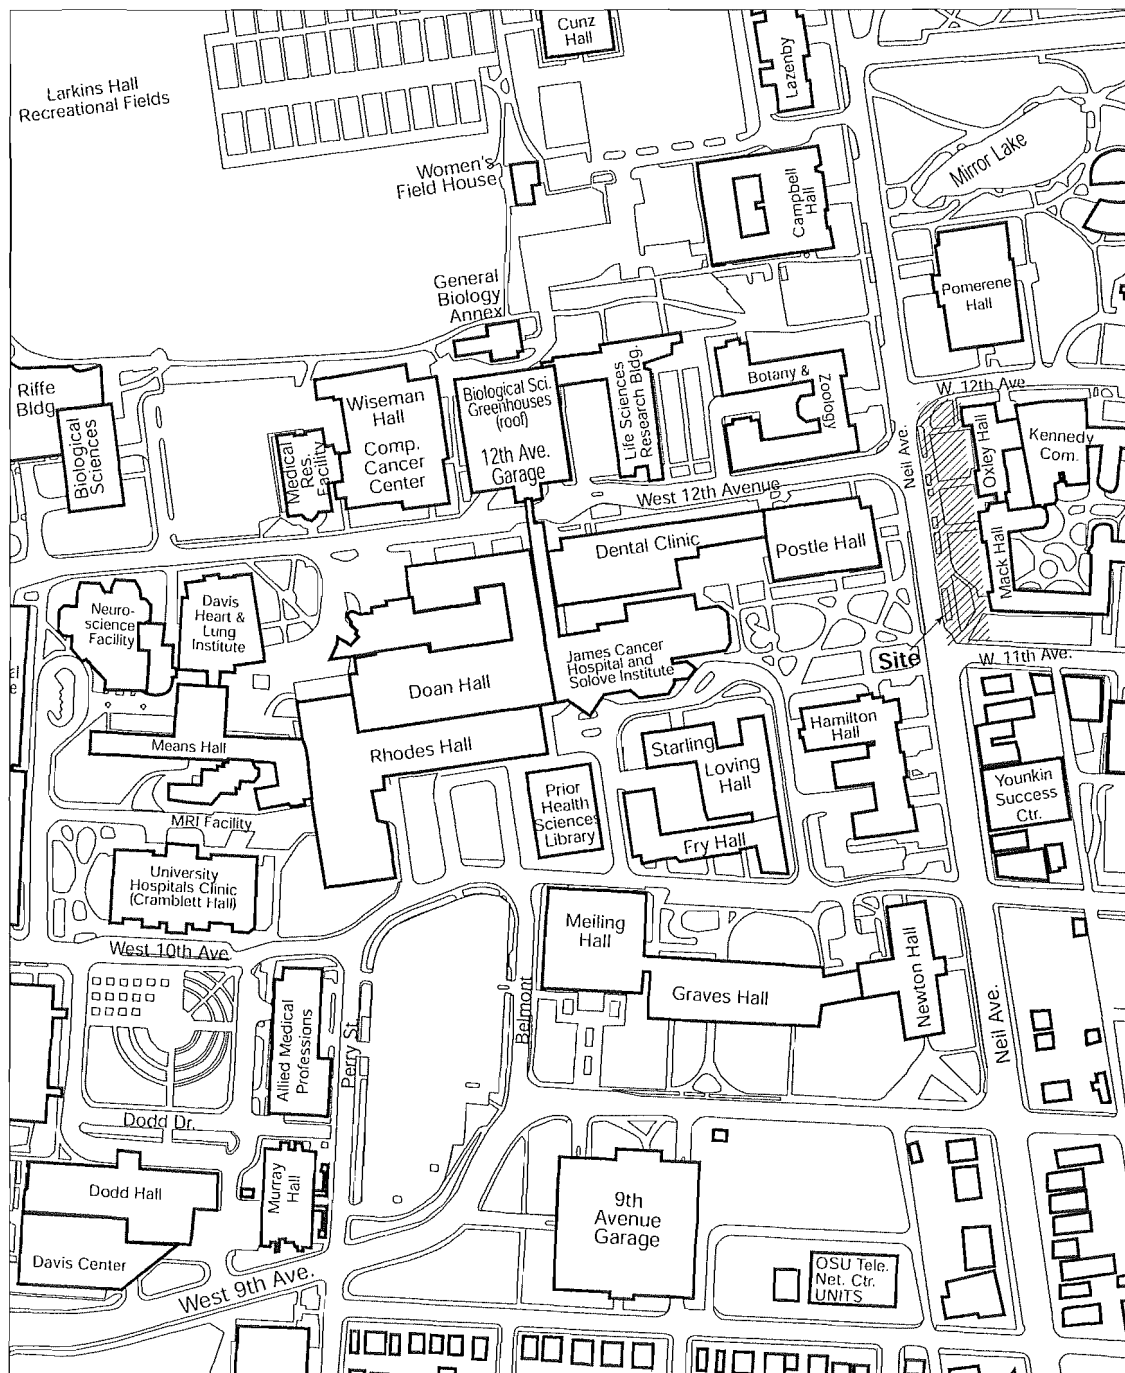 Cunz
Hall
Lazenby
Larkins Hall
Recreational Fields
Mirror Lake
Women's
Field House
Campbell
Hall
General
Biology
Annex
Pomerene
Hall
Riffe
Bldg.
Biological
Sciences
Wiseman
Hall
Comp.
Cancer
Center
Medical
Res.
Facility
Biological Sci.
Greenhouses
(roof)
12th Ave.
Garage
Life Sciences
Research Bldg.
Botany &
Zoology
W. 12th Ave
Neil Ave.
Oxley Hall
Kennedy
Com.
West 12th Avenue
Dental Clinic
Postle Hall
Mack Hall
Neuro-
science
Facility
Davis
Heart &
Lung
Institute
James Cancer
Hospital and
Solove Institute
Site
W. 11th Ave.
Doan Hall
Means Hall
Rhodes Hall
Starling
Loving
Hall
Hamilton
Hall
Prior
Health
Sciences
Library
Younkin
Success
Ctr.
MRI Facility
Fry Hall
University
Hospitals Clinic
(Cramblett Hall)
West 10th Ave
Meiling
Hall
Graves Hall
Newton Hall
Neil Ave.
Belmont
Perry St.
Allied Medical
Professions
Dodd Dr.
Dodd Hall
Murray
Hall
9th
Avenue
Garage
Davis Center
West 9th Ave.
OSU Tele.
Net. Ctr.
UNITS